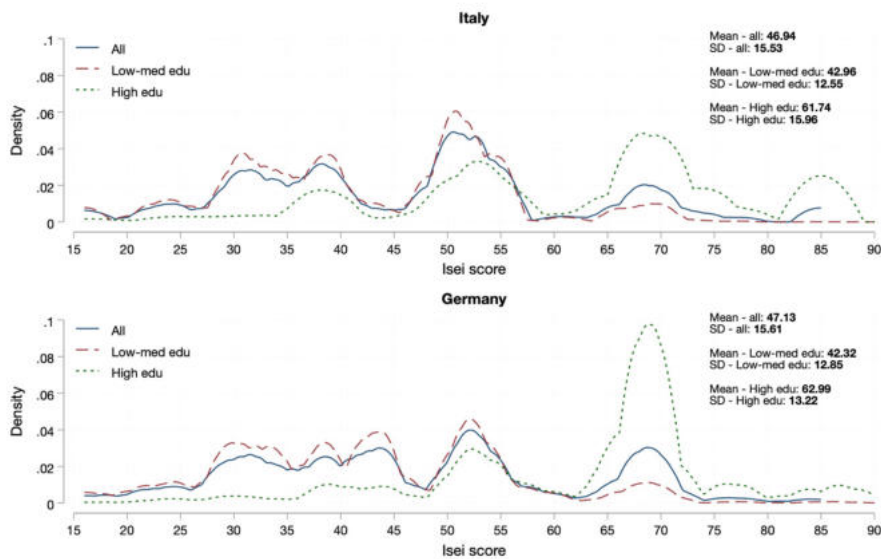 Italy
.1
.08
.06
.04
.02
0
Density
All
Low-med edu
High edu
Mean - all: 46.94
SD - all: 15.53
Mean - Low-med edu: 42.96
SD - Low-med edu: 12.55
Mean - High edu: 61.74
SD - High edu: 15.96
15 20 25 30 35 40 45 50 55 60 65 70 75 80 85 90
Isei score
Germany
.1
.08
.06
.04
.02
0
Density
All
Low-med edu
High edu
Mean - all: 47.13
SD - all: 15.61
Mean - Low-med edu: 42.32
SD - Low-med edu: 12.85
Mean - High edu: 62.99
SD - High edu: 13.22
15 20 25 30 35 40 45 50 55 60 65 70 75 80 85 90
Isei score